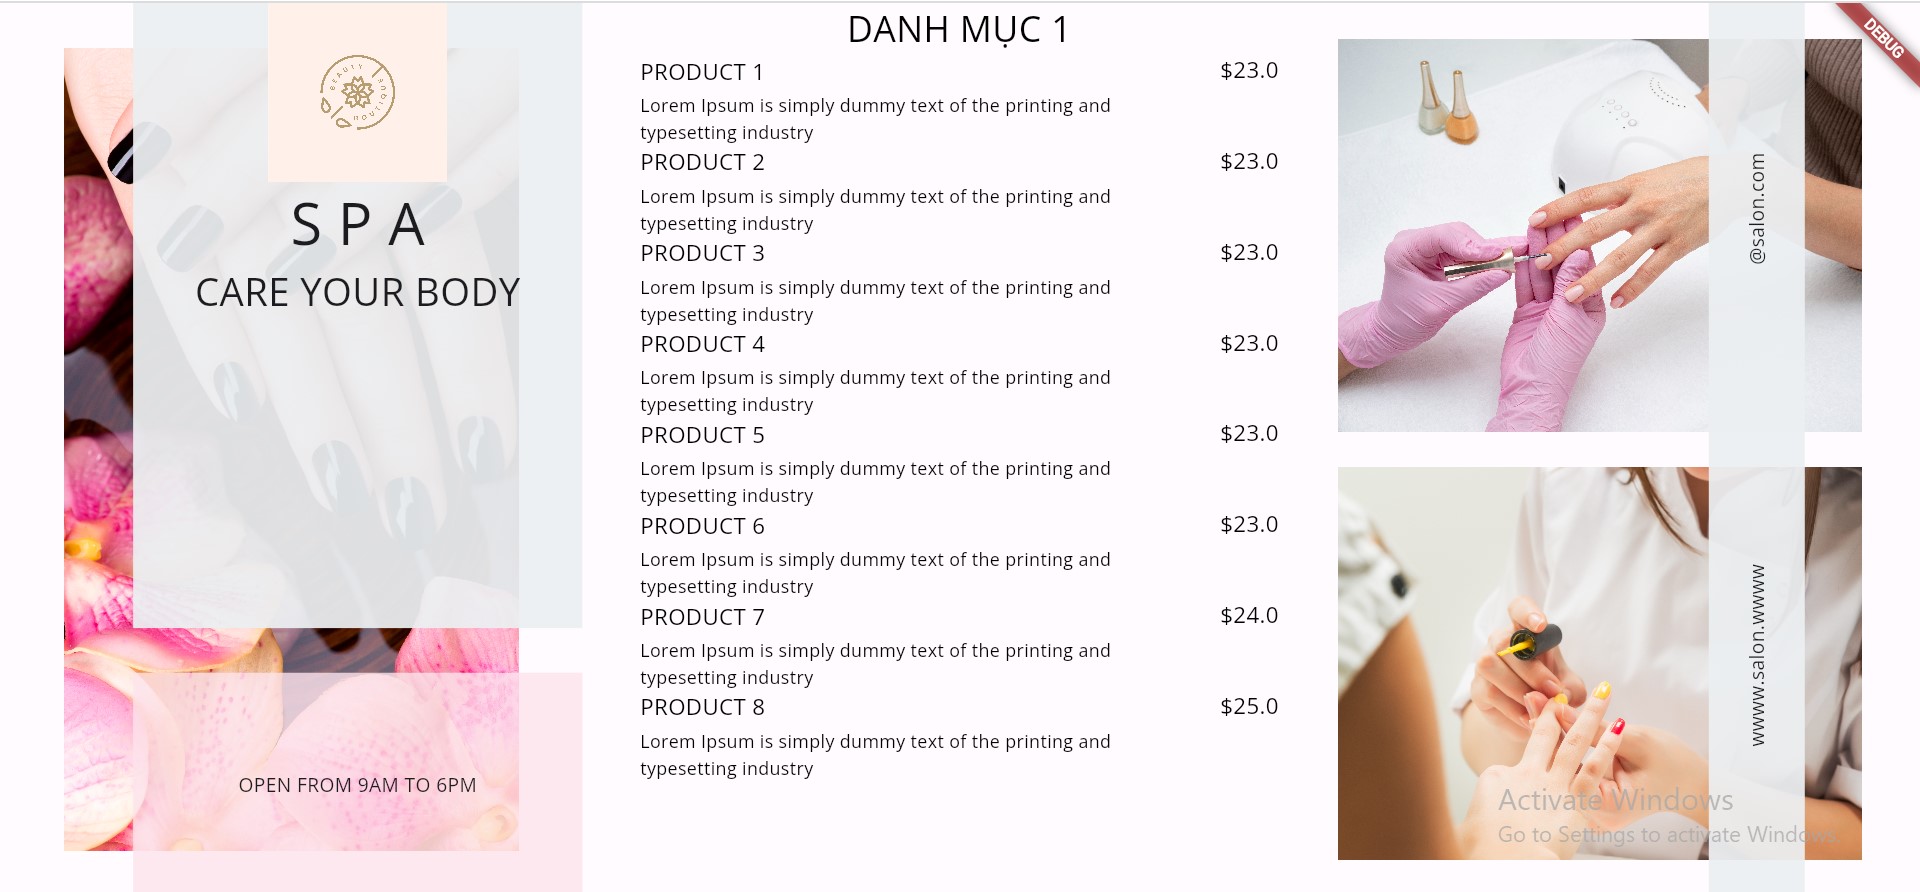 BEAUTY BOUTIQUE
SPA
CARE YOUR BODY
OPEN FROM 9AM TO 6PM
DANH MỤC 1
PRODUCT 1 $23.0
Lorem Ipsum is simply dummy text of the printing and
typesetting industry
PRODUCT 2 $23.0
Lorem Ipsum is simply dummy text of the printing and
typesetting industry
PRODUCT 3 $23.0
Lorem Ipsum is simply dummy text of the printing and
typesetting industry
PRODUCT 4 $23.0
Lorem Ipsum is simply dummy text of the printing and
typesetting industry
PRODUCT 5 $23.0
Lorem Ipsum is simply dummy text of the printing and
typesetting industry
PRODUCT 6 $23.0
Lorem Ipsum is simply dummy text of the printing and
typesetting industry
PRODUCT 7 $24.0
Lorem Ipsum is simply dummy text of the printing and
typesetting industry
PRODUCT 8 $25.0
Lorem Ipsum is simply dummy text of the printing and
typesetting industry
@salon.com
www.salon.wwww
DEBUG
Activate Windows
Go to Settings to activate Windows.